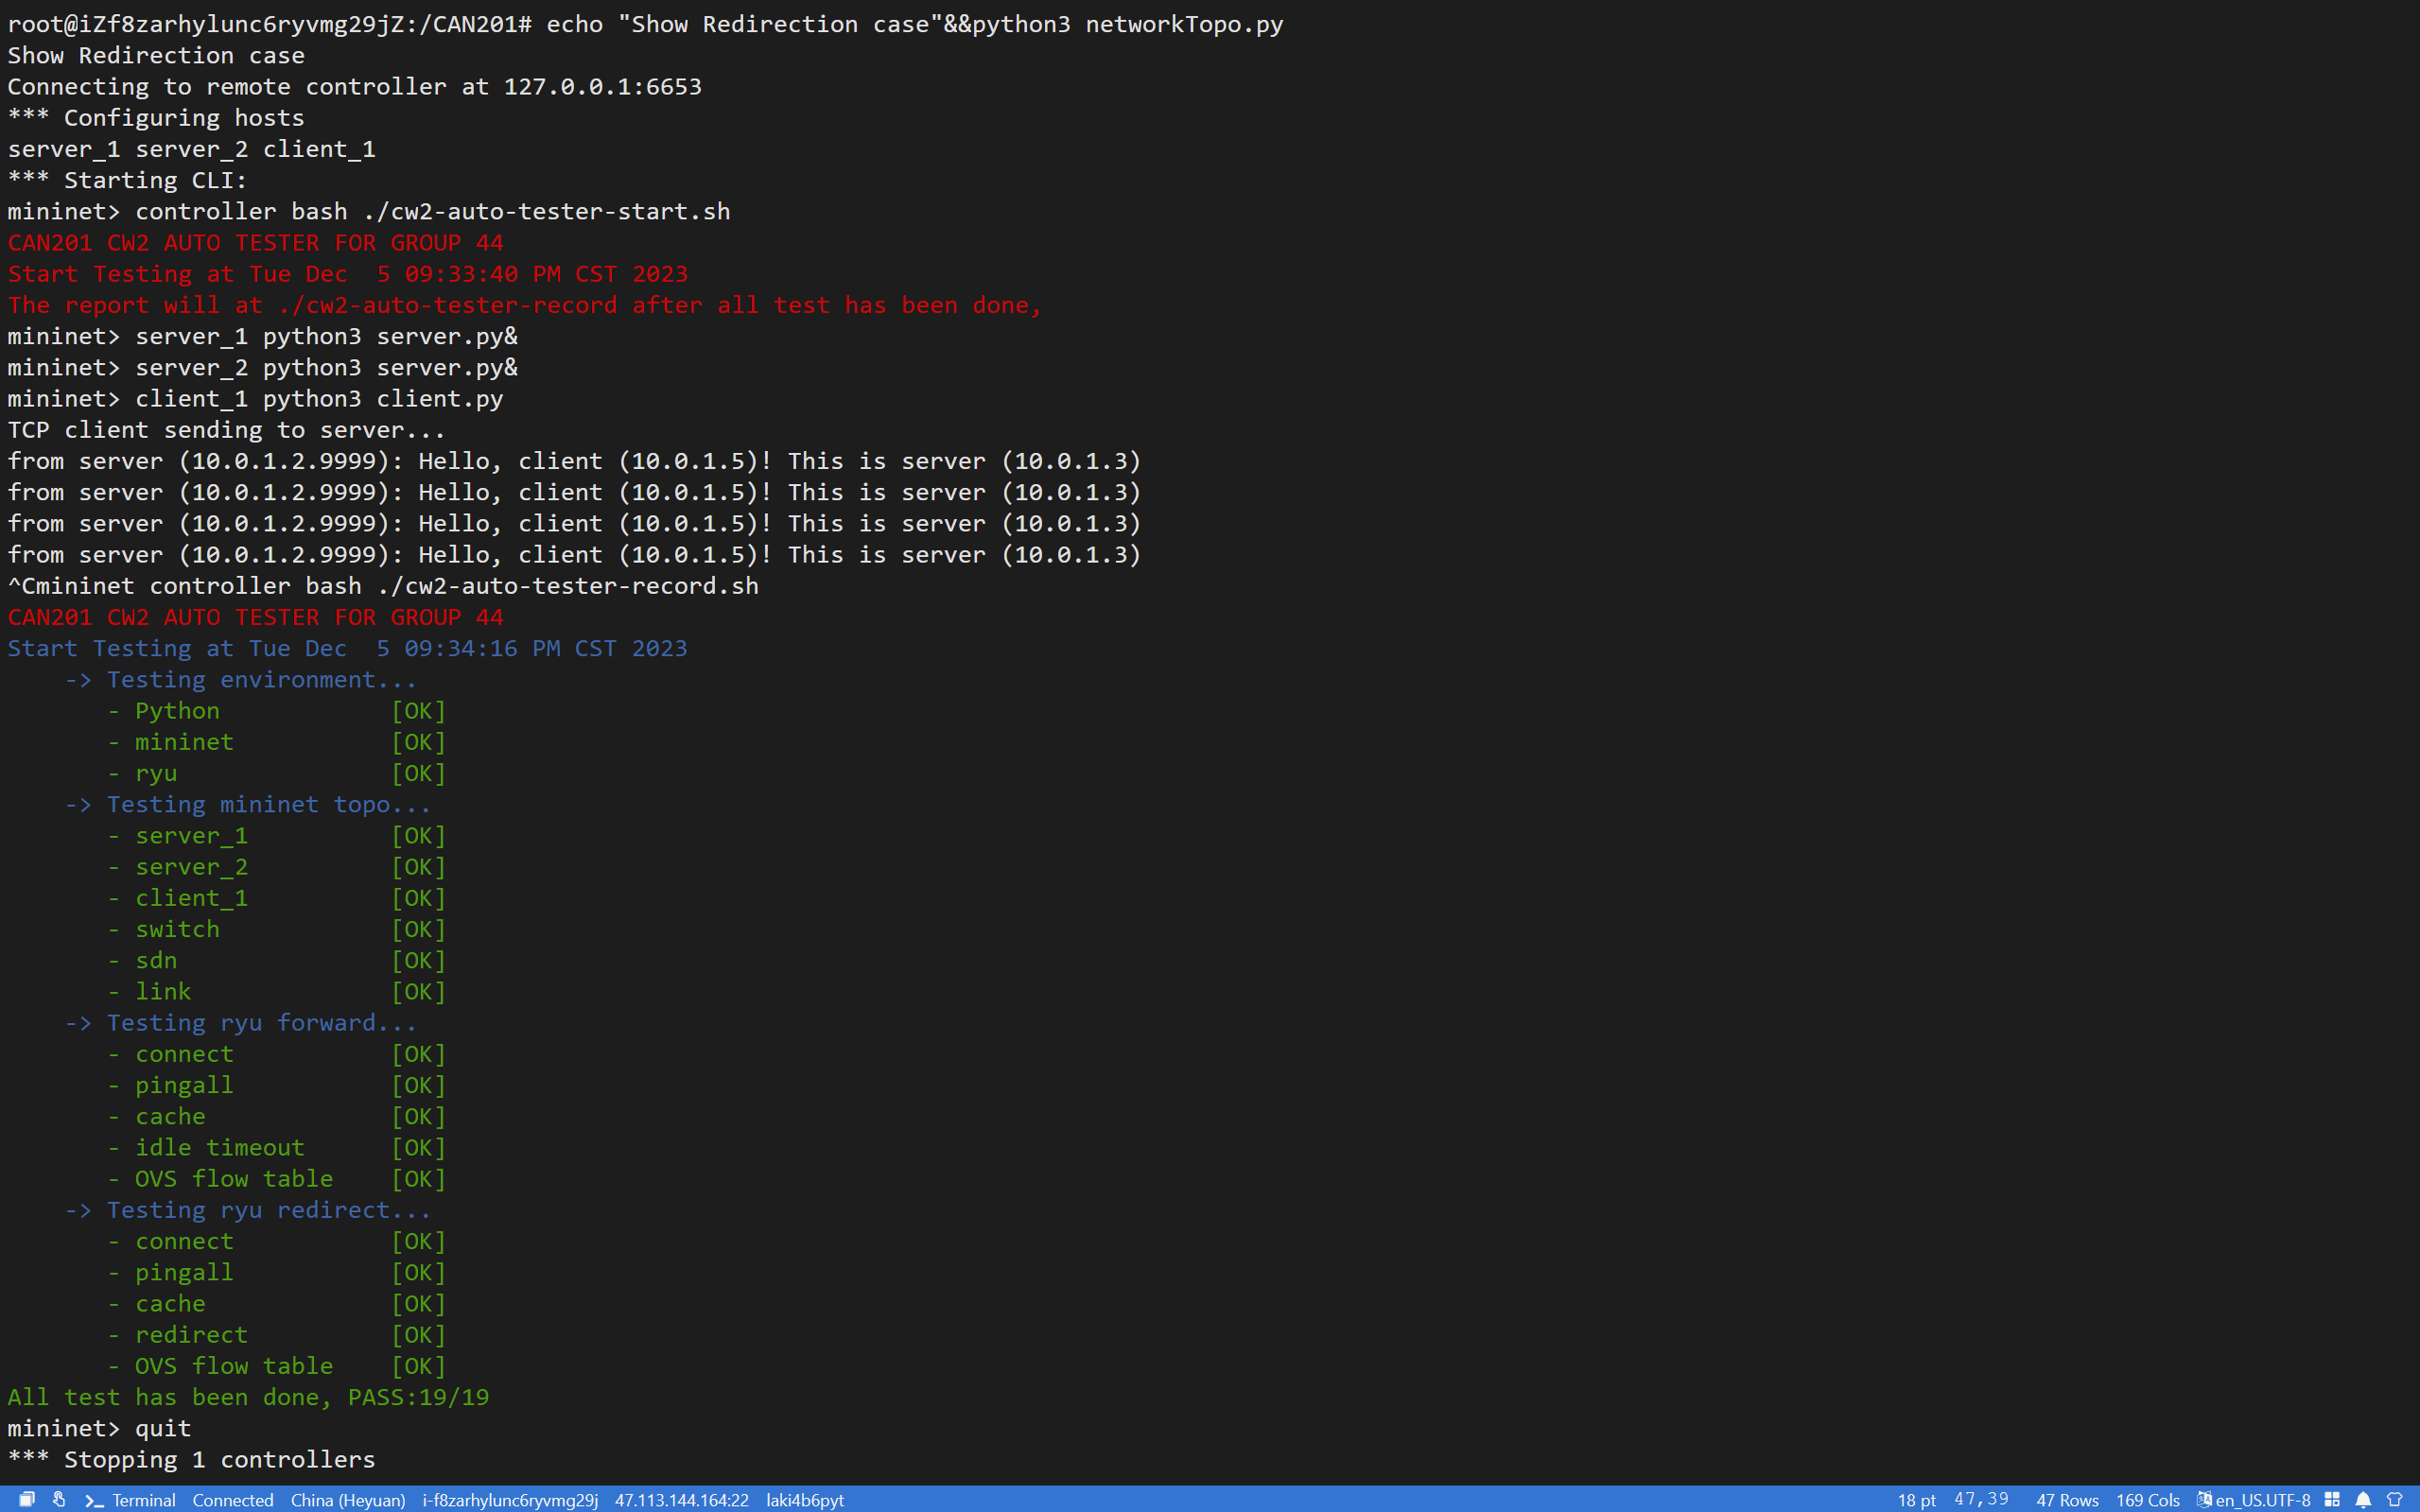 root@iZf8zarhylunc6ryvmg29jZ:/CAN201# echo "Show Redirection case"&&python3 networkTopo.py
Show Redirection case
Connecting to remote controller at 127.0.0.1:6653
*** Configuring hosts
server_1 server_2 client_1
*** Starting CLI:
mininet> controller bash ./cw2-auto-tester-start.sh
CAN201 CW2 AUTO TESTER FOR GROUP 44
Start Testing at Tue Dec  5 09:33:40 PM CST 2023
The report will at ./cw2-auto-tester-record after all test has been done,
mininet> server_1 python3 server.py&
mininet> server_2 python3 server.py&
mininet> client_1 python3 client.py
TCP client sending to server...
from server (10.0.1.2.9999): Hello, client (10.0.1.5)! This is server (10.0.1.3)
from server (10.0.1.2.9999): Hello, client (10.0.1.5)! This is server (10.0.1.3)
from server (10.0.1.2.9999): Hello, client (10.0.1.5)! This is server (10.0.1.3)
from server (10.0.1.2.9999): Hello, client (10.0.1.5)! This is server (10.0.1.3)
^Cmininet controller bash ./cw2-auto-tester-record.sh
CAN201 CW2 AUTO TESTER FOR GROUP 44
Start Testing at Tue Dec  5 09:34:16 PM CST 2023
-> Testing environment...
- Python [OK]
- mininet [OK]
- ryu [OK]
-> Testing mininet topo...
- server_1 [OK]
- server_2 [OK]
- client_1 [OK]
- switch [OK]
- sdn [OK]
- link [OK]
-> Testing ryu forward...
- connect [OK]
- pingall [OK]
- cache [OK]
- idle timeout [OK]
- OVS flow table [OK]
-> Testing ryu redirect...
- connect [OK]
- pingall [OK]
- cache [OK]
- redirect [OK]
- OVS flow table [OK]
All test has been done, PASS:19/19
mininet> quit
*** Stopping 1 controllers
Terminal Connected China (Heyuan) i-f8zarhylunc6ryvmg29j 47.113.144.164:22 laki4b6pyt 18 pt 47,39 47 Rows 169 Cols en_US.UTF-8